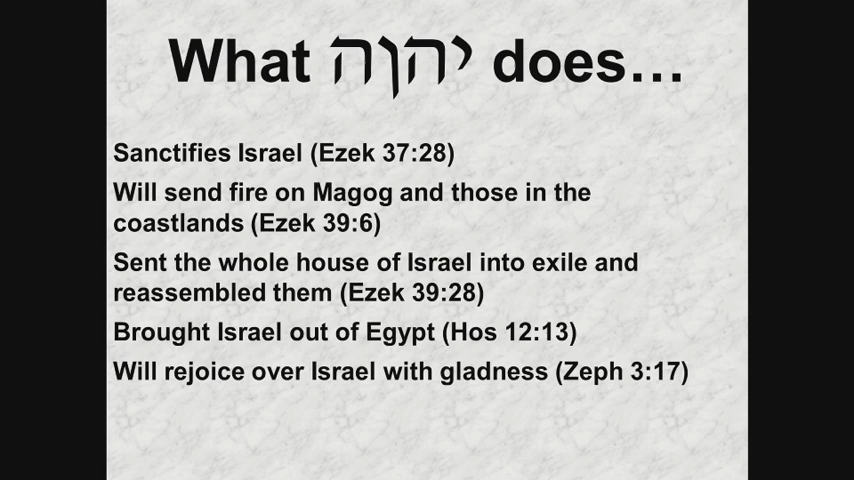 What יהוה does…
Sanctifies Israel (Ezek 37:28)
Will send fire on Magog and those in the
coastlands (Ezek 39:6)
Sent the whole house of Israel into exile and
reassembled them (Ezek 39:28)
Brought Israel out of Egypt (Hos 12:13)
Will rejoice over Israel with gladness (Zeph 3:17)